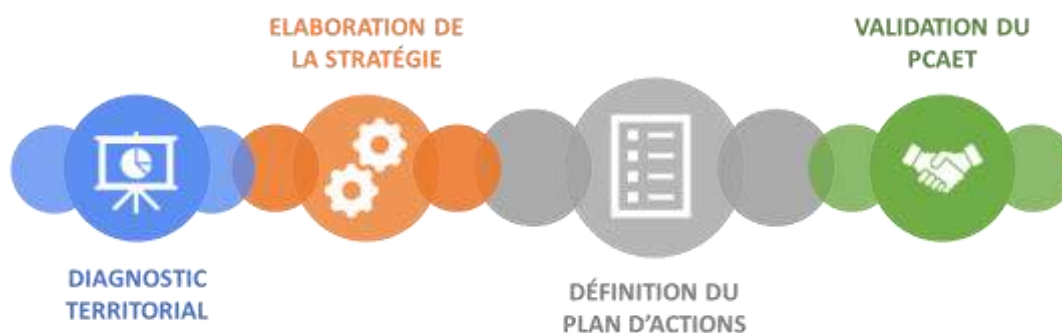 ELABORATION DE
LA STRATÉGIE
VALIDATION DU
PCAET
DIAGNOSTIC
TERRITORIAL
DÉFINITION DU
PLAN D'ACTIONS